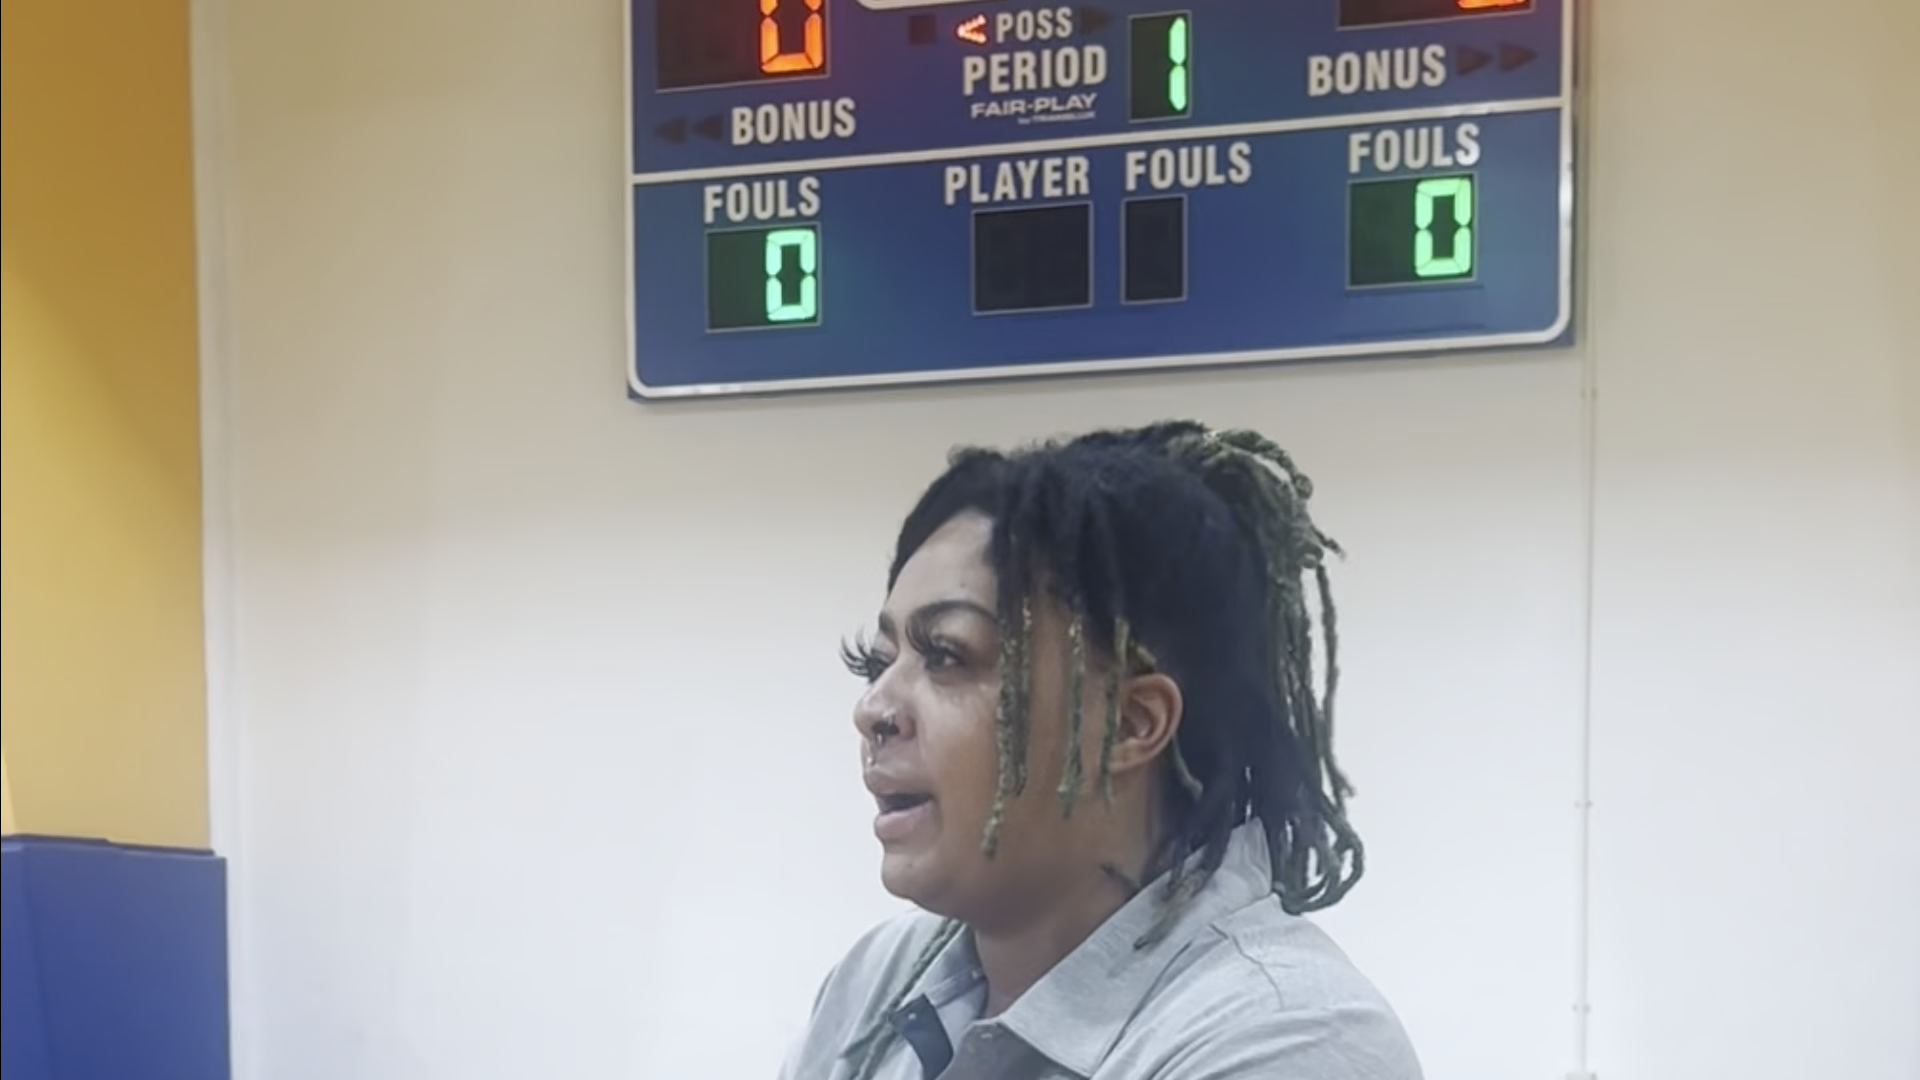 0
< POSS
PERIOD 1
FAIR-PLAY
BONUS
BONUS
FOULS
PLAYER FOULS
FOULS
0
0